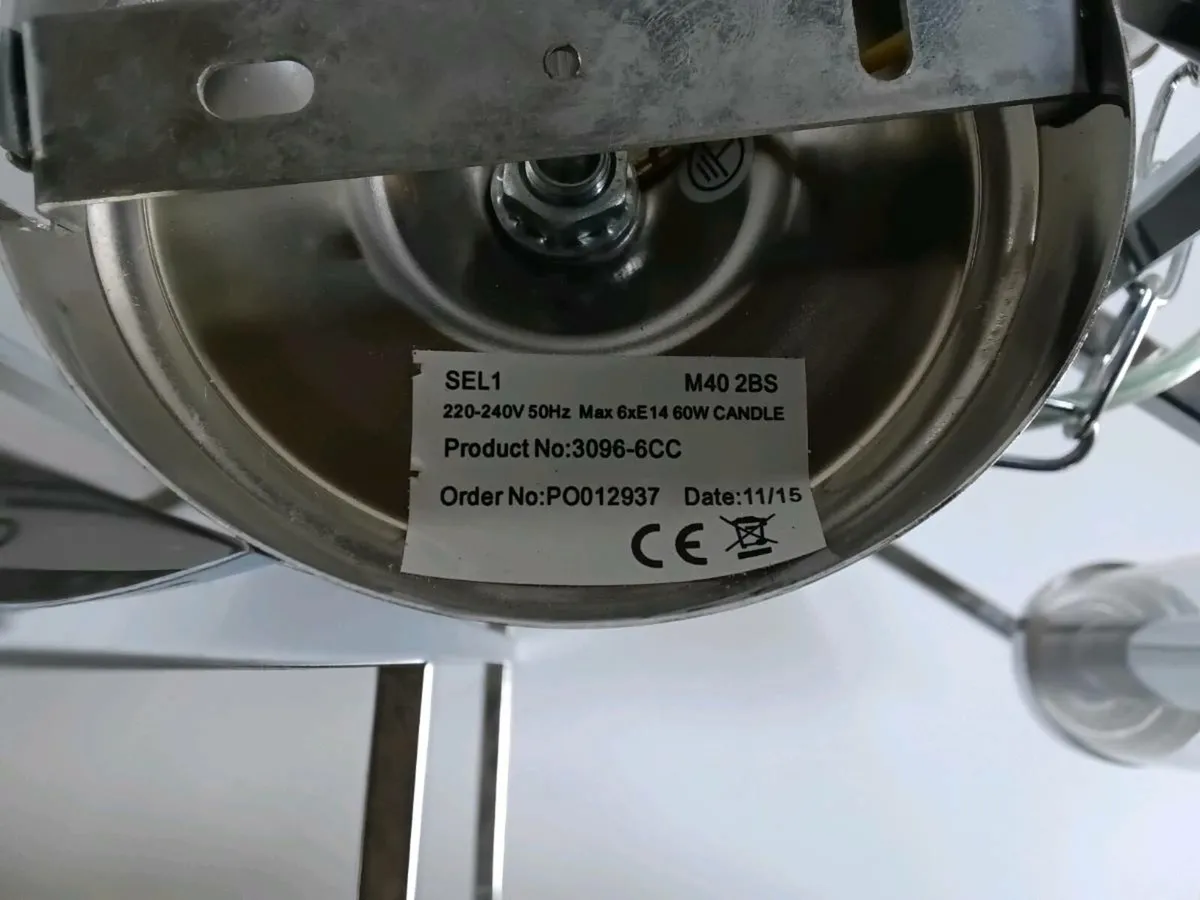 SEL1 M40 2BS
220-240V 50Hz Max 6xE14 60W CANDLE
Product No:3096-6CC
Order No:PO012937 Date:11/15
CE